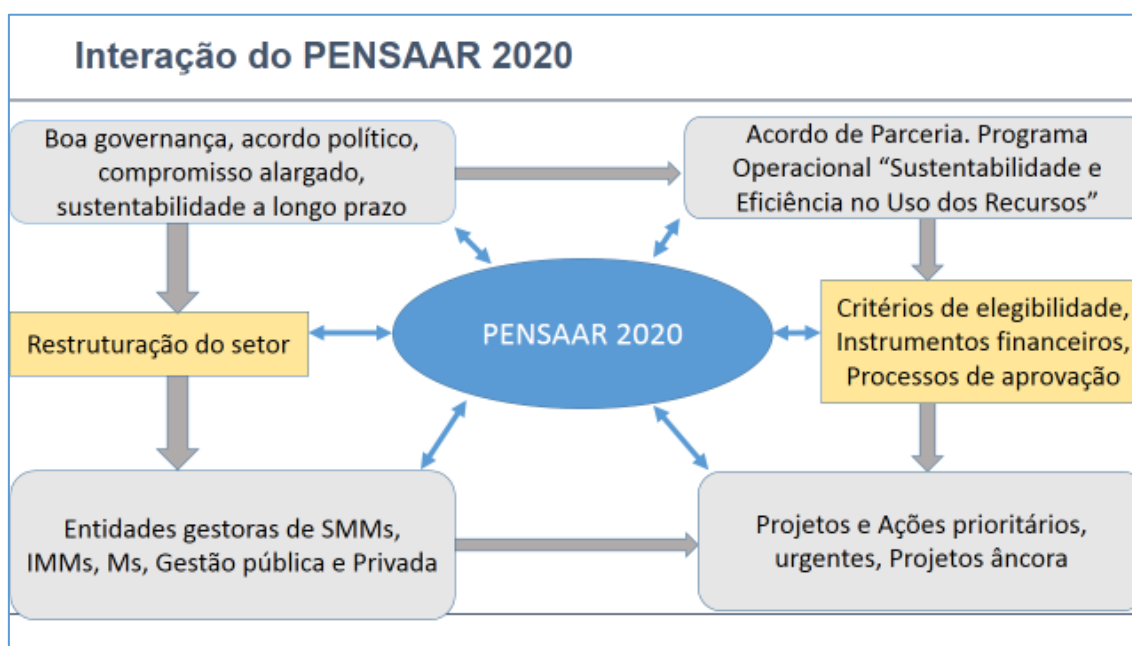 Interação do PENSAAR 2020
Boa governança, acordo político,
compromisso alargado,
sustentabilidade a longo prazo
Acordo de Parceria. Programa
Operacional “Sustentabilidade e
Eficiência no Uso dos Recursos”
Restruturação do setor
PENSAAR 2020
Critérios de elegibilidade,
Instrumentos financeiros,
Processos de aprovação
Entidades gestoras de SMMs,
IMMs, Ms, Gestão pública e Privada
Projetos e Ações prioritários,
urgentes, Projetos âncora